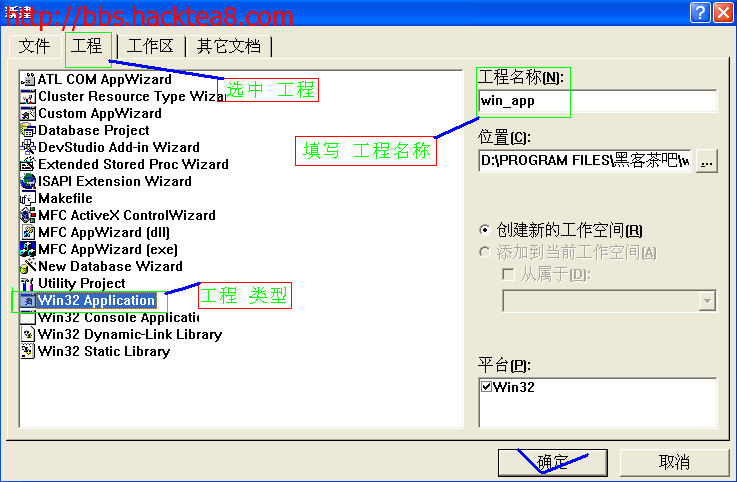 新建
http://bbs.hacktea8.com
文件
工程
工作区
其它文档
ATL COM AppWizard
Cluster Resource Type Wiza
Custom AppWizard
Database Project
DevStudio Add-in Wizard
Extended Stored Proc Wizard
ISAPI Extension Wizard
Makefile
MFC ActiveX ControlWizard
MFC AppWizard (dll)
MFC AppWizard (exe)
New Database Wizard
Utility Project
Win32 Application
Win32 Console Applicatio
Win32 Dynamic-Link Library
Win32 Static Library
选中 工程
填写 工程名称
工程 类型
工程名称(N):
win_app
位置(C):
D:\PROGRAM FILES\黑客茶吧\w
...
创建新的工作空间(R)
添加到当前工作空间(A)
从属于(D):
平台(P):
Win32
确定
取消